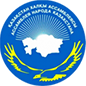 ҚАЗАҚСТАН ХАЛҚЫ АССАМБЛЕЯСЫ
АССАМБЛЕЯ НАРОДА КАЗАХСТАНА